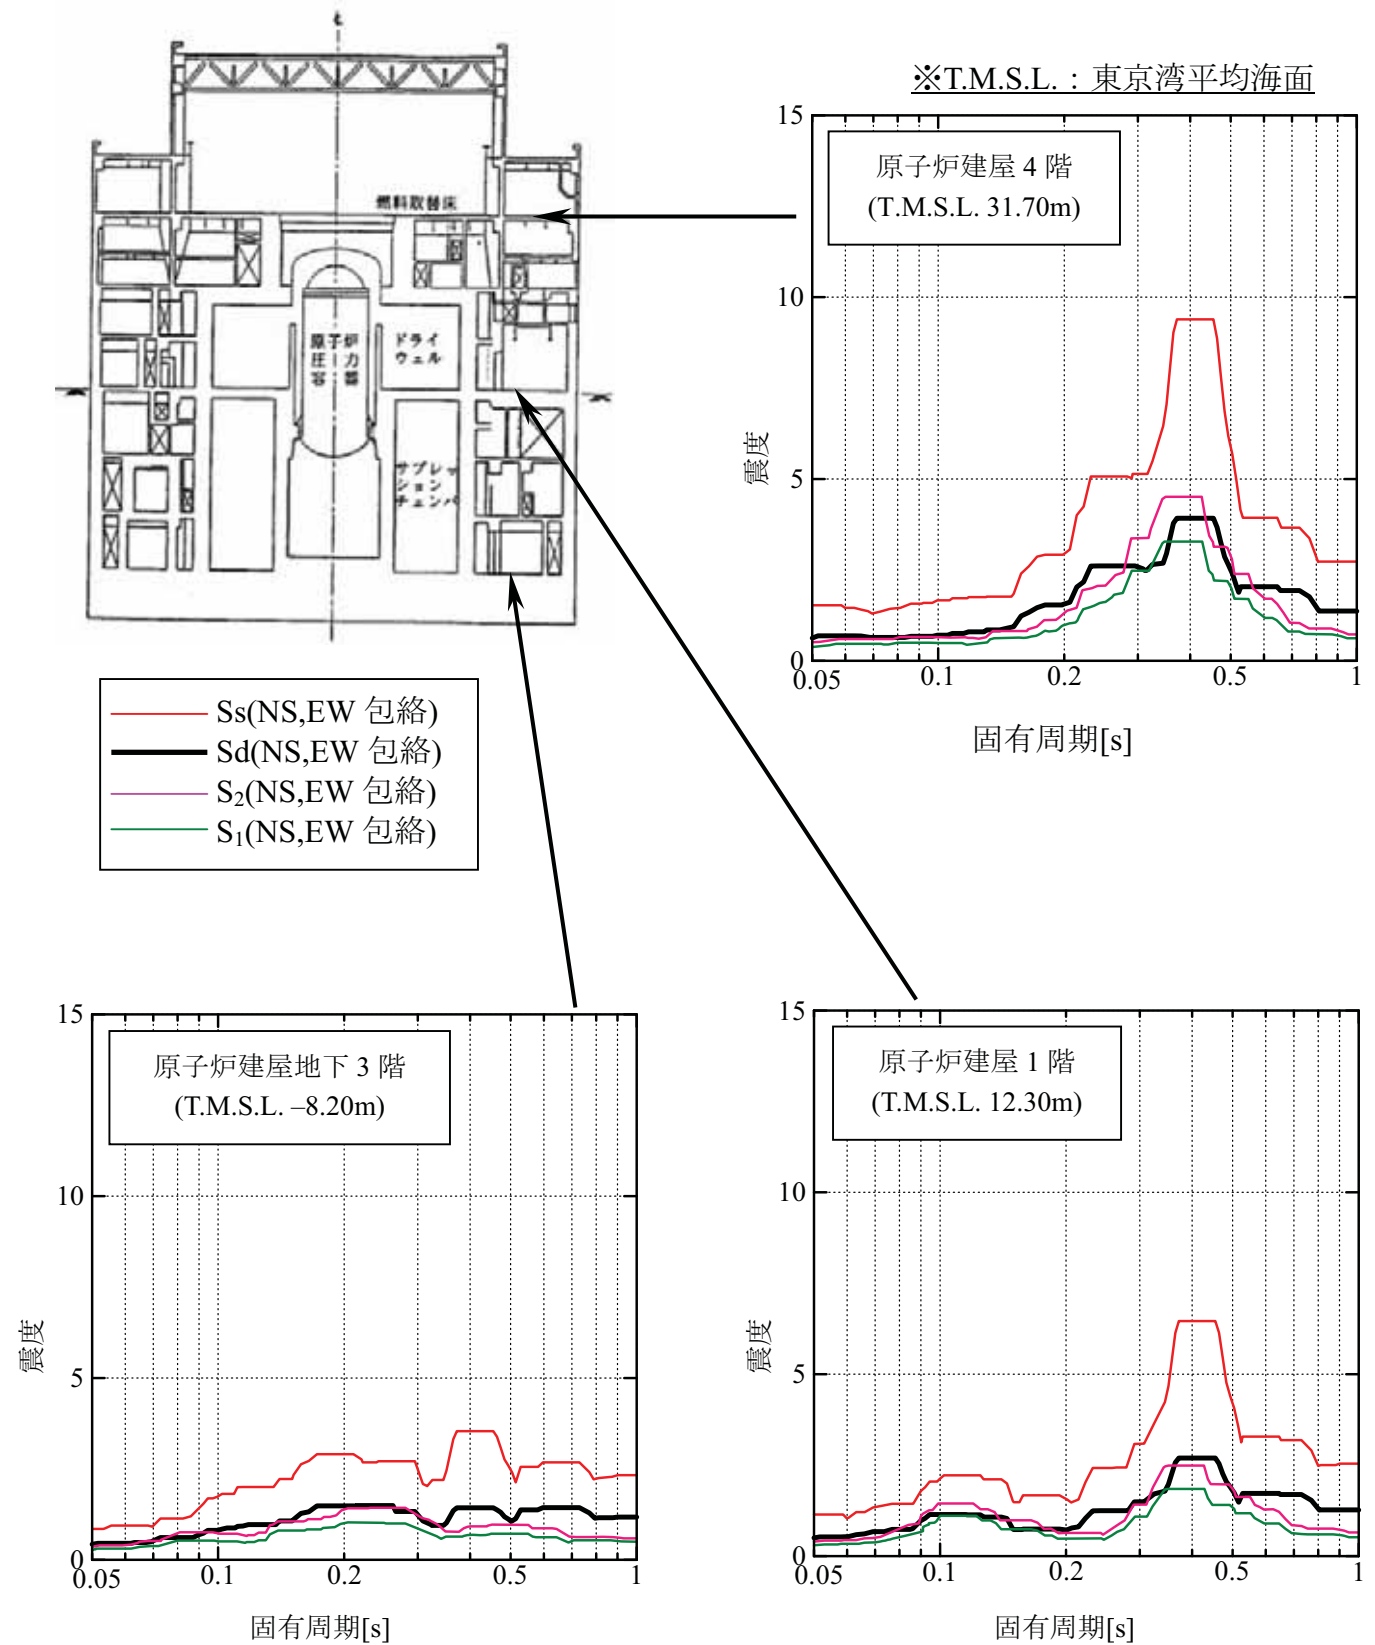 ℄
※T.M.S.L.：東京湾平均海面
燃料取替床
原子炉
圧 力
容 器
ドライ
ウェル
サプレッ
ション
チェンバ
Ss(NS,EW 包絡)
Sd(NS,EW 包絡)
S₂(NS,EW 包絡)
S₁(NS,EW 包絡)
原子炉建屋 4 階
(T.M.S.L. 31.70m)
15
10
5
0
震度
0.05 0.1 0.2 0.5 1
固有周期[s]
原子炉建屋地下 3 階
(T.M.S.L. –8.20m)
15
10
5
0
震度
0.05 0.1 0.2 0.5 1
固有周期[s]
原子炉建屋 1 階
(T.M.S.L. 12.30m)
15
10
5
0
震度
0.05 0.1 0.2 0.5 1
固有周期[s]